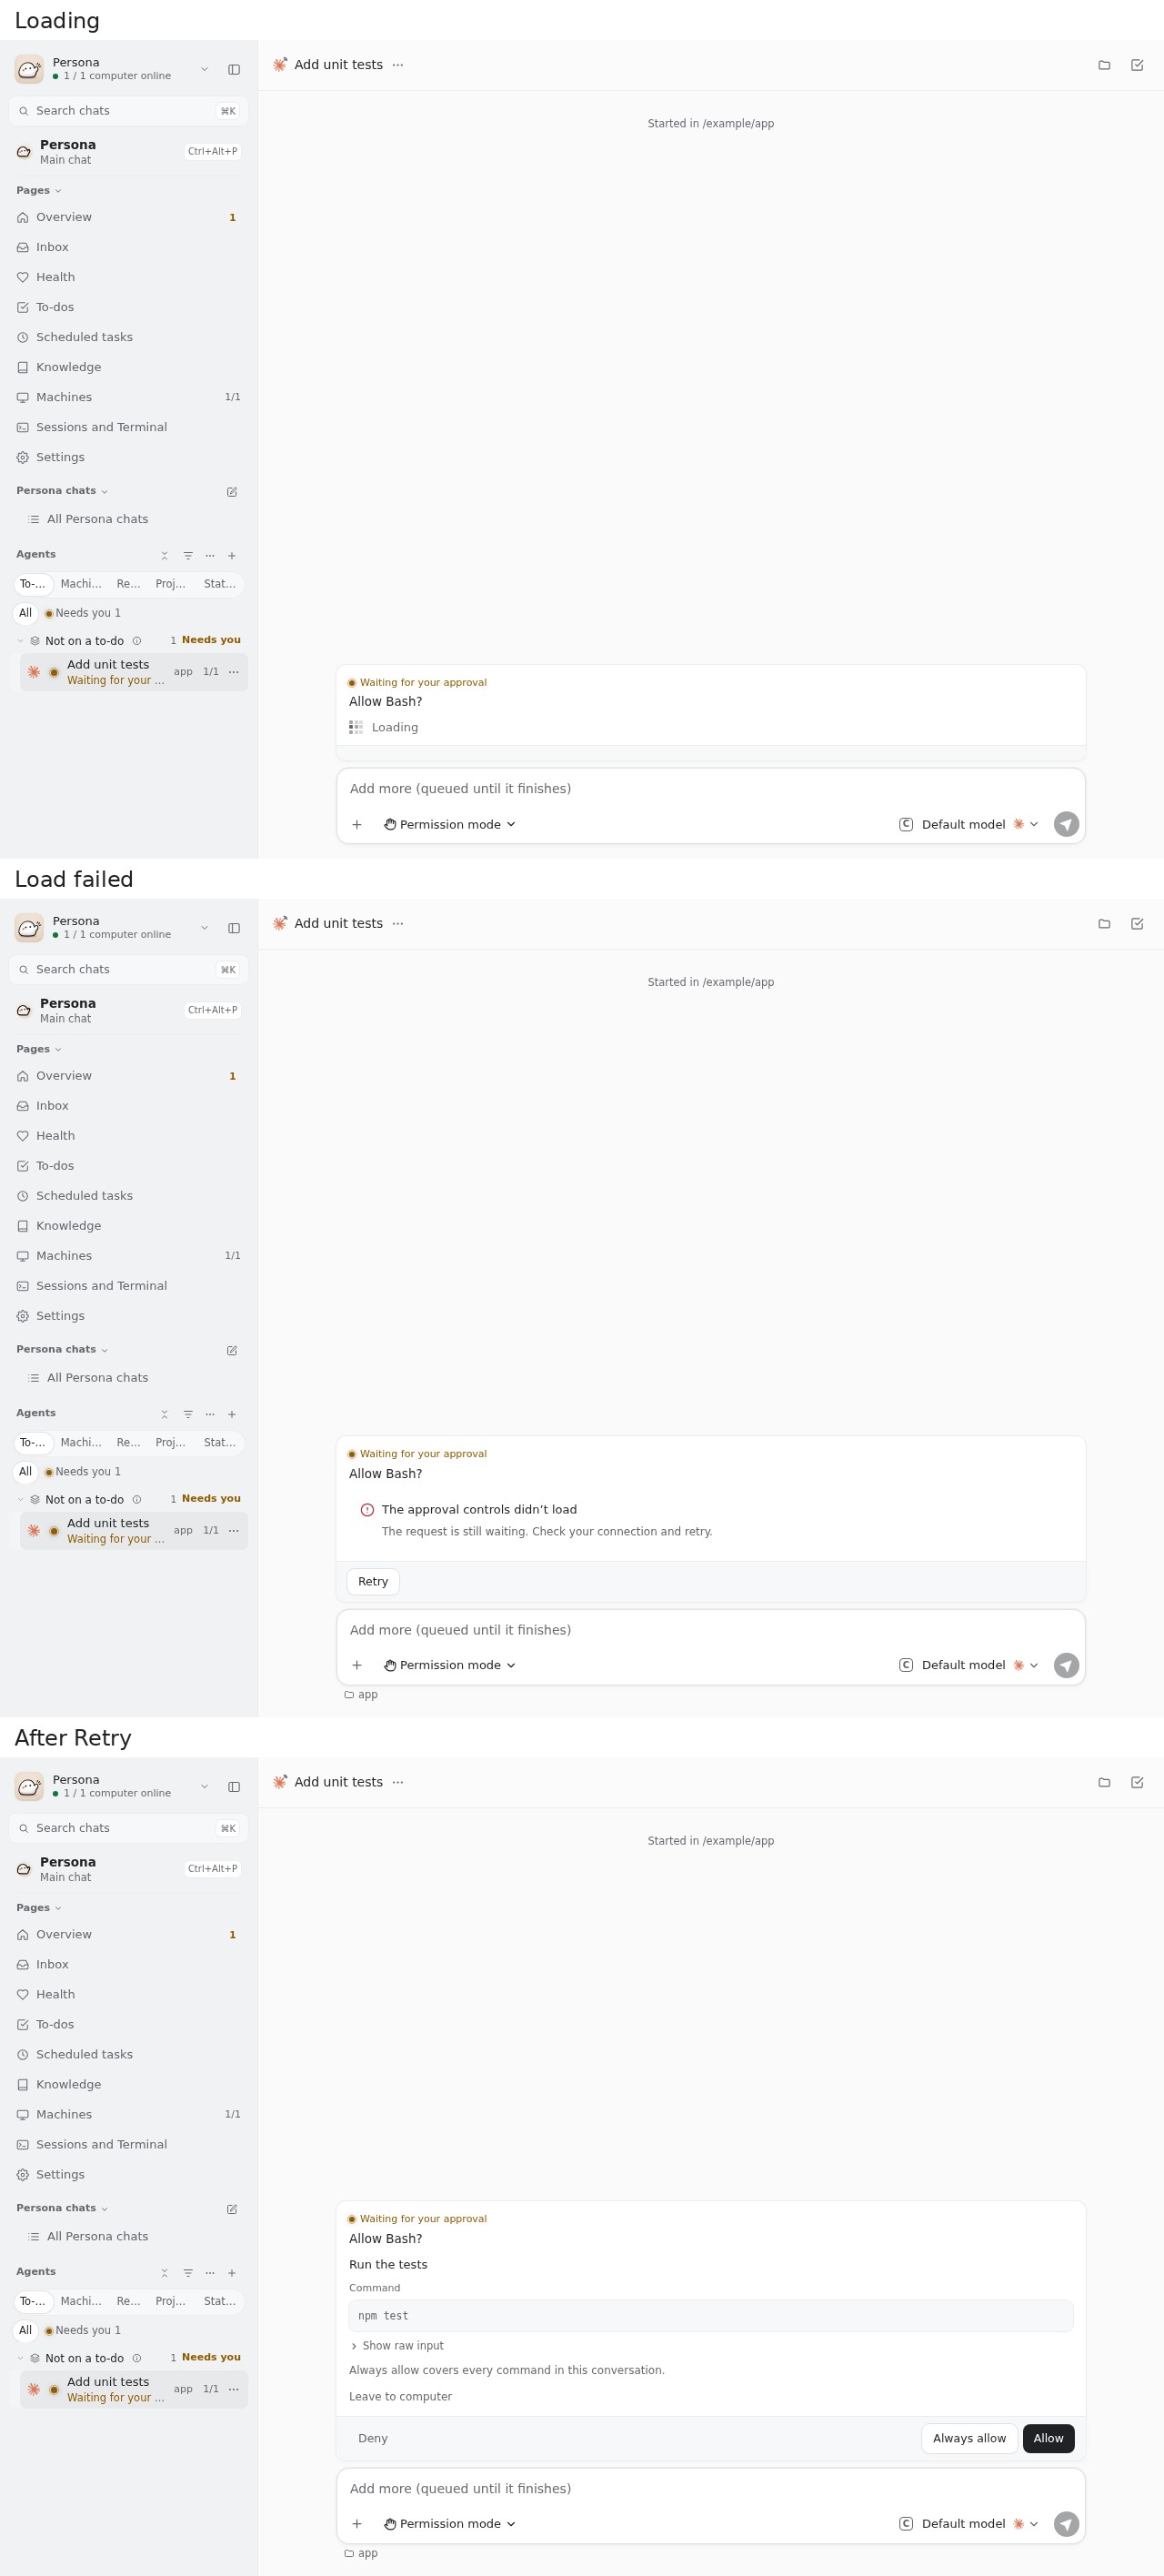 Loading
Persona
1 / 1 computer online
Search chats ⌘K
Persona
Main chat
Ctrl+Alt+P
Pages
Overview 1
Inbox
Health
To-dos
Scheduled tasks
Knowledge
Machines 1/1
Sessions and Terminal
Settings
Persona chats
All Persona chats
Agents
To-... Machi... Re... Proj... Stat...
All Needs you 1
Not on a to-do 1 Needs you
Add unit tests
Waiting for your ...
app 1/1
Add unit tests
Started in /example/app
Waiting for your approval
Allow Bash?
Loading
Add more (queued until it finishes)
Permission mode
C Default model
Load failed
Persona
1 / 1 computer online
Search chats ⌘K
Persona
Main chat
Ctrl+Alt+P
Pages
Overview 1
Inbox
Health
To-dos
Scheduled tasks
Knowledge
Machines 1/1
Sessions and Terminal
Settings
Persona chats
All Persona chats
Agents
To-... Machi... Re... Proj... Stat...
All Needs you 1
Not on a to-do 1 Needs you
Add unit tests
Waiting for your ...
app 1/1
Add unit tests
Started in /example/app
Waiting for your approval
Allow Bash?
The approval controls didn’t load
The request is still waiting. Check your connection and retry.
Retry
Add more (queued until it finishes)
Permission mode
C Default model
app
After Retry
Persona
1 / 1 computer online
Search chats ⌘K
Persona
Main chat
Ctrl+Alt+P
Pages
Overview 1
Inbox
Health
To-dos
Scheduled tasks
Knowledge
Machines 1/1
Sessions and Terminal
Settings
Persona chats
All Persona chats
Agents
To-... Machi... Re... Proj... Stat...
All Needs you 1
Not on a to-do 1 Needs you
Add unit tests
Waiting for your ...
app 1/1
Add unit tests
Started in /example/app
Waiting for your approval
Allow Bash?
Run the tests
Command
npm test
Show raw input
Always allow covers every command in this conversation.
Leave to computer
Deny Always allow Allow
Add more (queued until it finishes)
Permission mode
C Default model
app